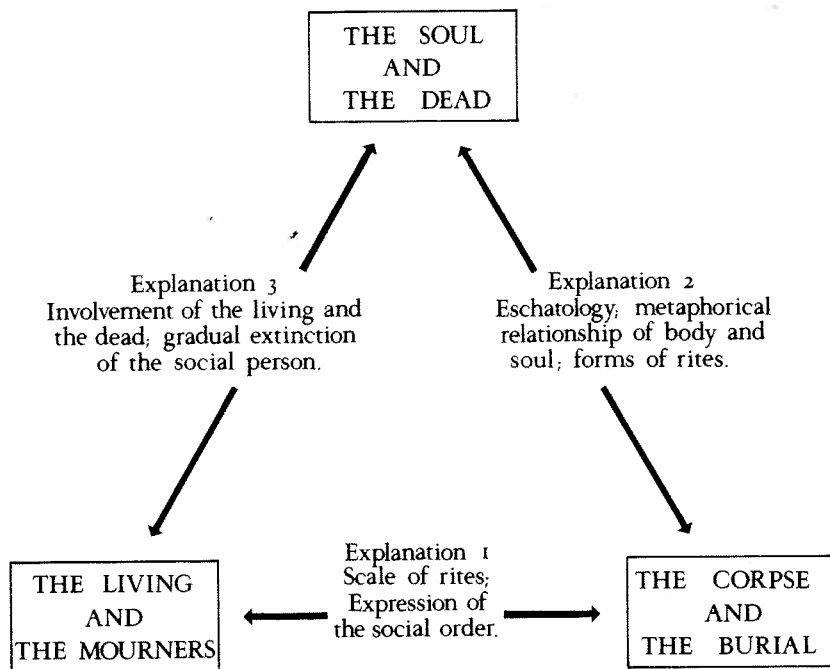 THE SOUL
AND
THE DEAD
Explanation 3
Involvement of the living and
the dead; gradual extinction
of the social person.
Explanation 2
Eschatology; metaphorical
relationship of body and
soul; forms of rites.
THE LIVING
AND
THE MOURNERS
Explanation 1
Scale of rites;
Expression of
the social order.
THE CORPSE
AND
THE BURIAL